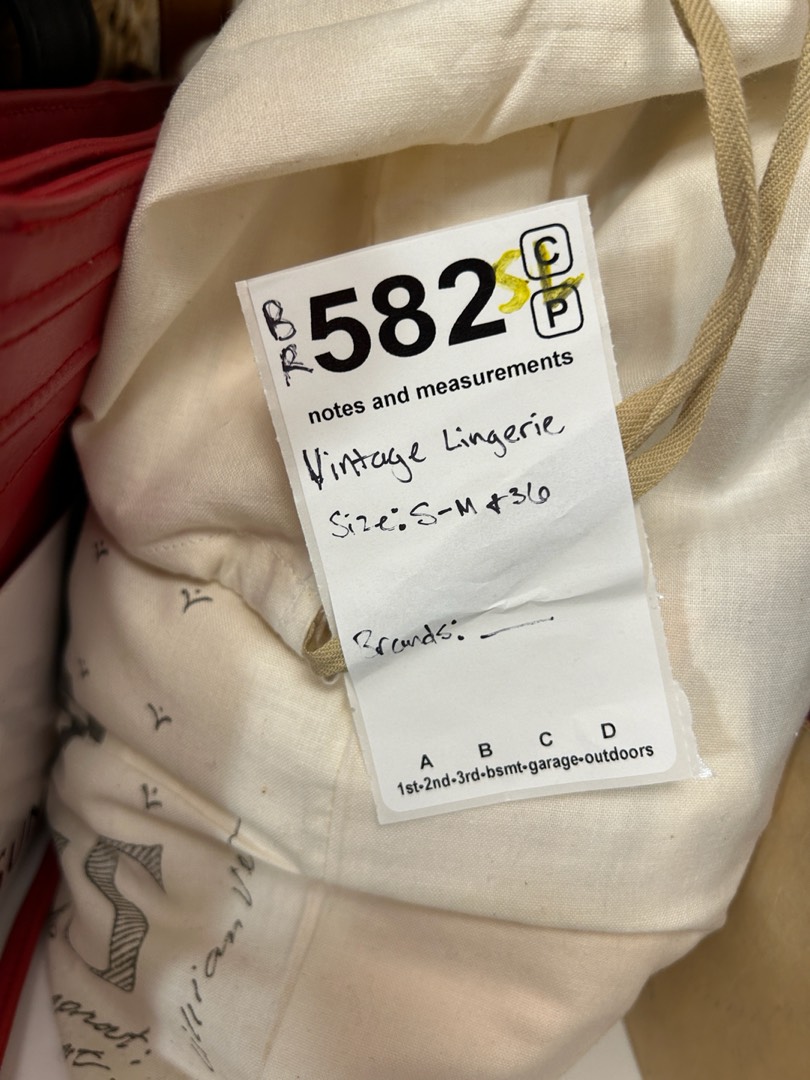 BR 582 SL C
P
notes and measurements
Vintage Lingerie
Size: S-M + 36
Brands: —
A B C D
1st•2nd•3rd•bsmt•garage•outdoors
S